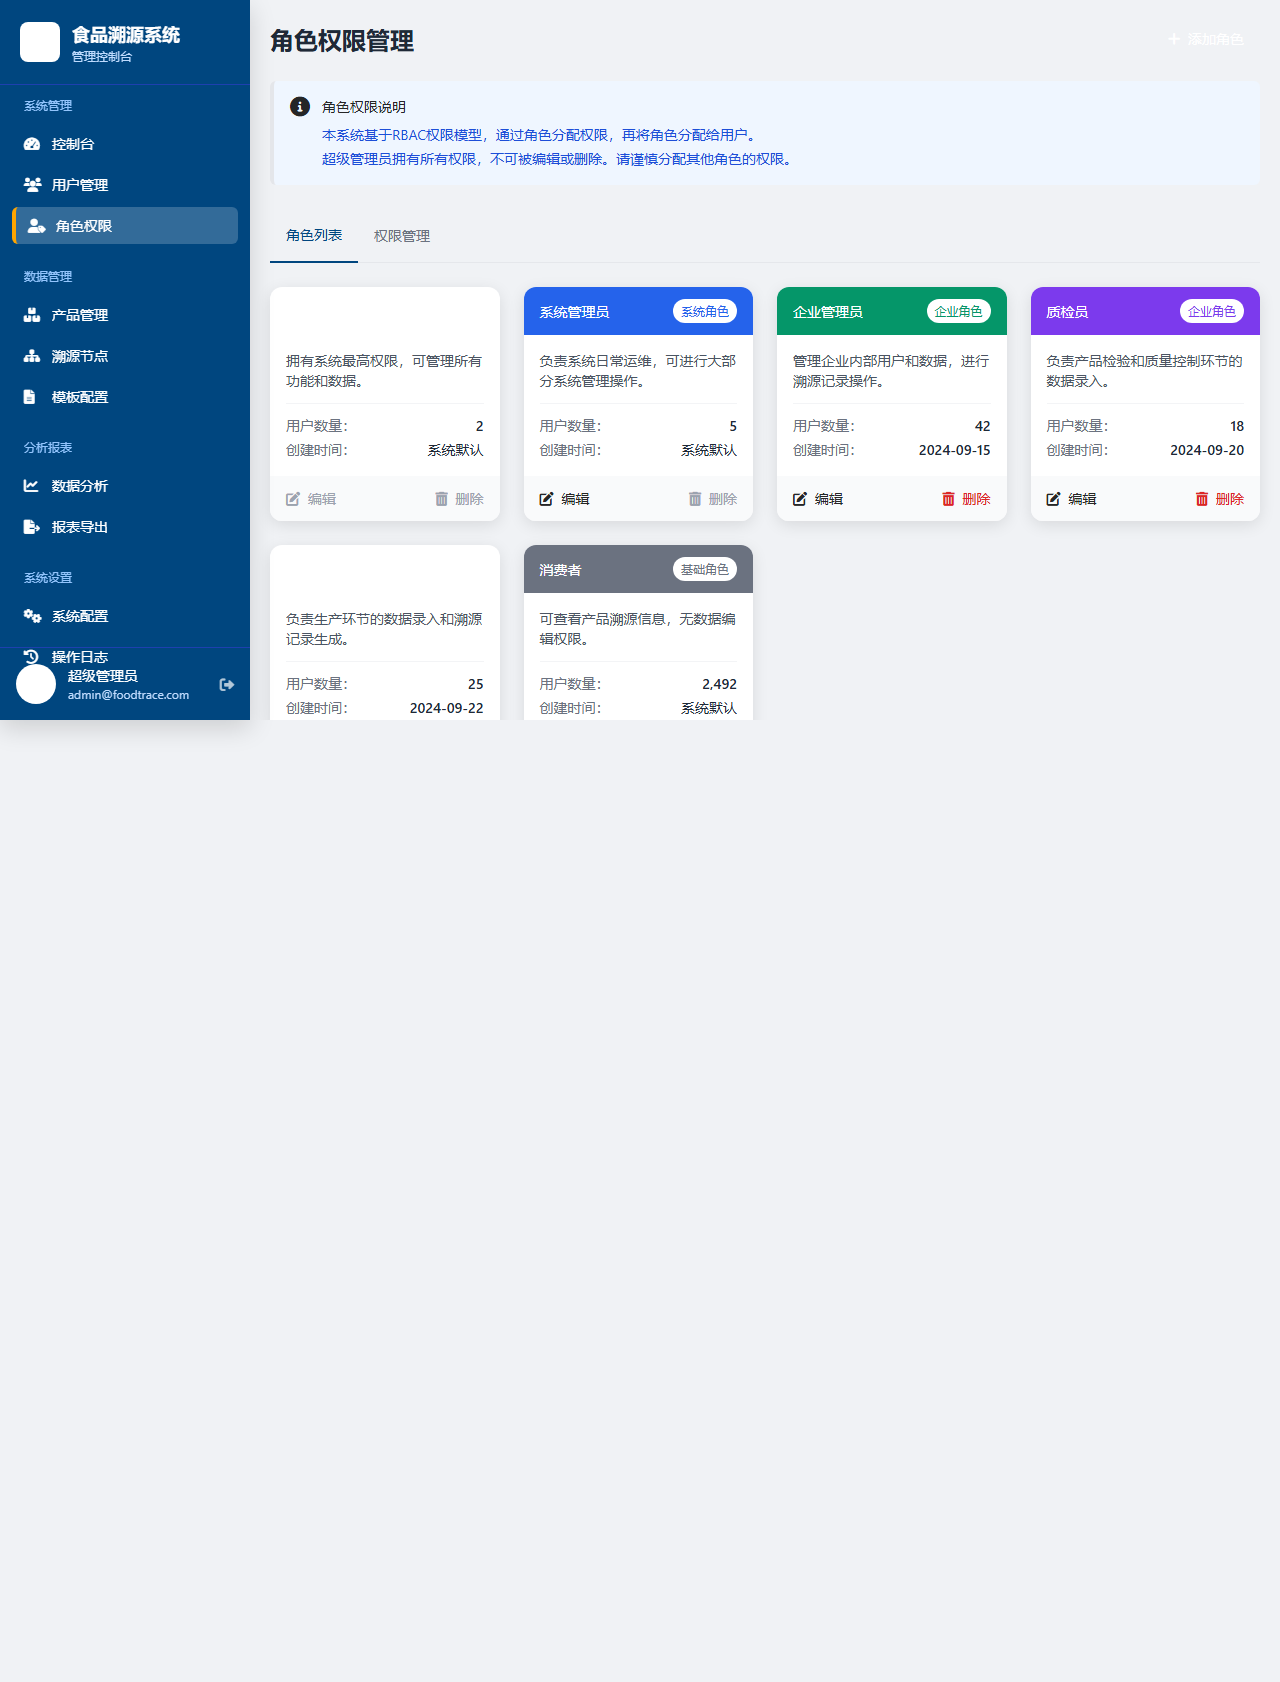 食品溯源系统
管理控制台
系统管理
控制台
用户管理
角色权限
数据管理
产品管理
溯源节点
模板配置
分析报表
数据分析
报表导出
系统设置
系统配置
操作日志
超级管理员
admin@foodtrace.com
角色权限管理
添加角色
角色权限说明
本系统基于RBAC权限模型，通过角色分配权限，再将角色分配给用户。
超级管理员拥有所有权限，不可被编辑或删除。请谨慎分配其他角色的权限。
角色列表 权限管理
拥有系统最高权限，可管理所有
功能和数据。
用户数量： 2
创建时间： 系统默认
编辑 删除
系统管理员 系统角色
负责系统日常运维，可进行大部
分系统管理操作。
用户数量： 5
创建时间： 系统默认
编辑 删除
企业管理员 企业角色
管理企业内部用户和数据，进行
溯源记录操作。
用户数量： 42
创建时间： 2024-09-15
编辑 删除
质检员 企业角色
负责产品检验和质量控制环节的
数据录入。
用户数量： 18
创建时间： 2024-09-20
编辑 删除
负责生产环节的数据录入和溯源
记录生成。
用户数量： 25
创建时间： 2024-09-22
消费者 基础角色
可查看产品溯源信息，无数据编
辑权限。
用户数量： 2,492
创建时间： 系统默认